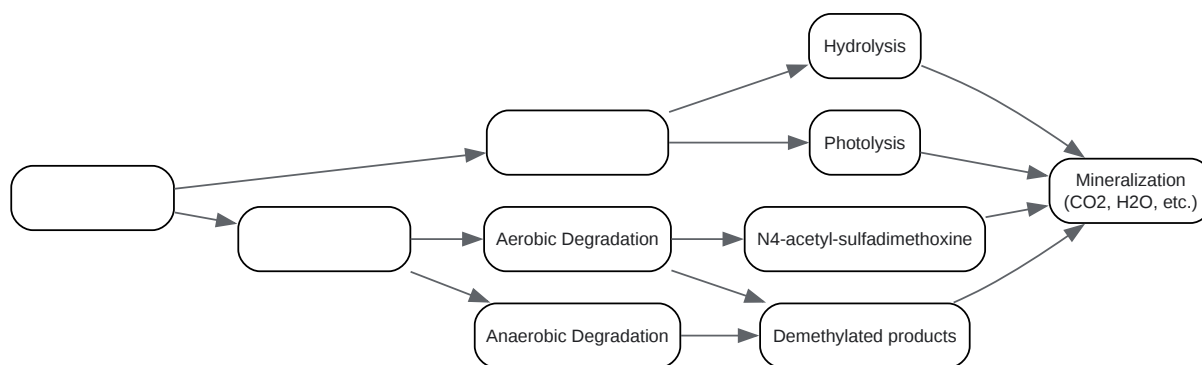 Hydrolysis
Photolysis
Mineralization
(CO2, H2O, etc.)
Aerobic Degradation
N4-acetyl-sulfadimethoxine
Anaerobic Degradation
Demethylated products